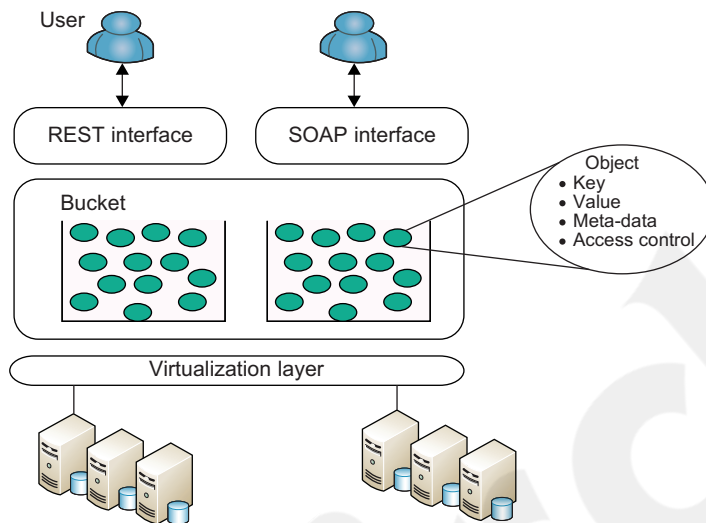 User
REST interface
SOAP interface
Bucket
Object
• Key
• Value
• Meta-data
• Access control
Virtualization layer